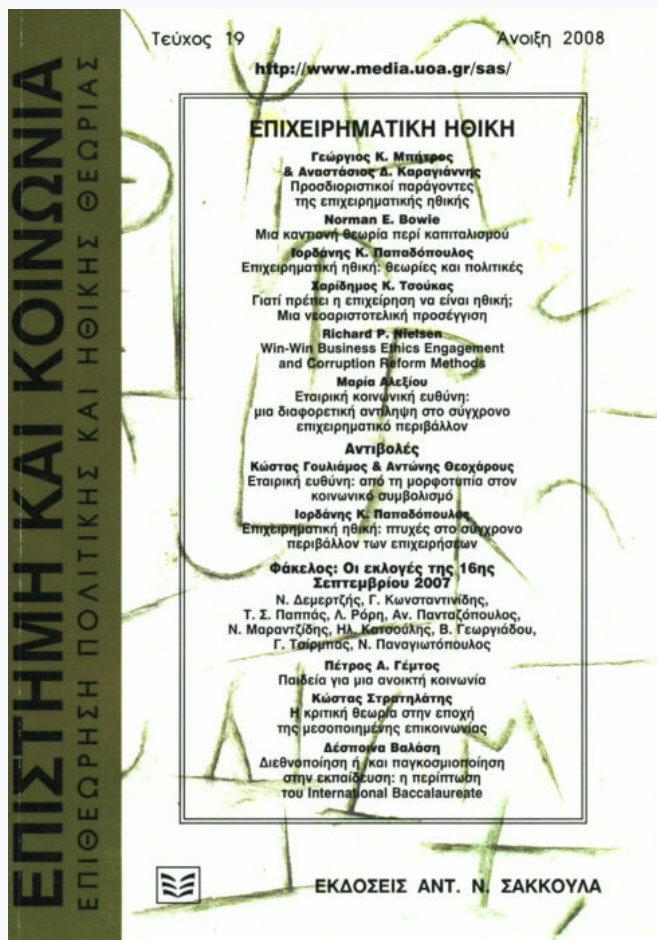 ΕΠΙΣΤΗΜΗ ΚΑΙ ΚΟΙΝΩΝΙΑ
ΕΠΙΘΕΩΡΗΣΗ ΠΟΛΙΤΙΚΗΣ ΚΑΙ ΗΘΙΚΗΣ ΘΕΩΡΙΑΣ
Τεύχος 19 Άνοιξη 2008
http://www.media.uoa.gr/sas/
ΕΠΙΧΕΙΡΗΜΑΤΙΚΗ ΗΘΙΚΗ
Γεώργιος Κ. Μπήτρος
& Αναστάσιος Δ. Καραγιάννης
Προσδιοριστικοί παράγοντες
της επιχειρηματικής ηθικής
Norman E. Bowie
Μια καντιανή θεωρία περί καπιταλισμού
Ιορδάνης Κ. Παπαδόπουλος
Επιχειρηματική ηθική: θεωρίες και πολιτικές
Χαρίδημος Κ. Τσούκας
Γιατί πρέπει η επιχείρηση να είναι ηθική;
Μια νεοαριστοτελική προσέγγιση
Richard P. Nielsen
Win-Win Business Ethics Engagement
and Corruption Reform Methods
Μαρία Αλεξίου
Εταιρική κοινωνική ευθύνη:
μια διαφορετική αντίληψη στο σύγχρονο
επιχειρηματικό περιβάλλον
Αντιβολές
Κώστας Γουλιάμος & Αντώνης Θεοχάρους
Εταιρική ευθύνη: από τη μορφοτυπία στον
κοινωνικό συμβολισμό
Ιορδάνης Κ. Παπαδόπουλος
Επιχειρηματική ηθική: πτυχές στο σύγχρονο
περιβάλλον των επιχειρήσεων
Φάκελος: Οι εκλογές της 16ης
Σεπτεμβρίου 2007
Ν. Δεμερτζής, Γ. Κωνσταντινίδης,
Τ. Σ. Παππάς, Λ. Ρόρη, Αν. Πανταζόπουλος,
Ν. Μαραντζίδης, Ηλ. Κατσούλης, Β. Γεωργιάδου,
Γ. Τσίρμπας, Ν. Παναγιωτόπουλος
Πέτρος Α. Γέμτος
Παιδεία για μια ανοικτή κοινωνία
Κώστας Στρατηλάτης
Η κριτική θεωρία στην εποχή
της μεσοποιημένης επικοινωνίας
Δέσποινα Βαλάση
Διεθνοποίηση ή / και παγκοσμιοποίηση
στην εκπαίδευση: η περίπτωση
του International Baccalaureate
ΕΚΔΟΣΕΙΣ ΑΝΤ. Ν. ΣΑΚΚΟΥΛΑ